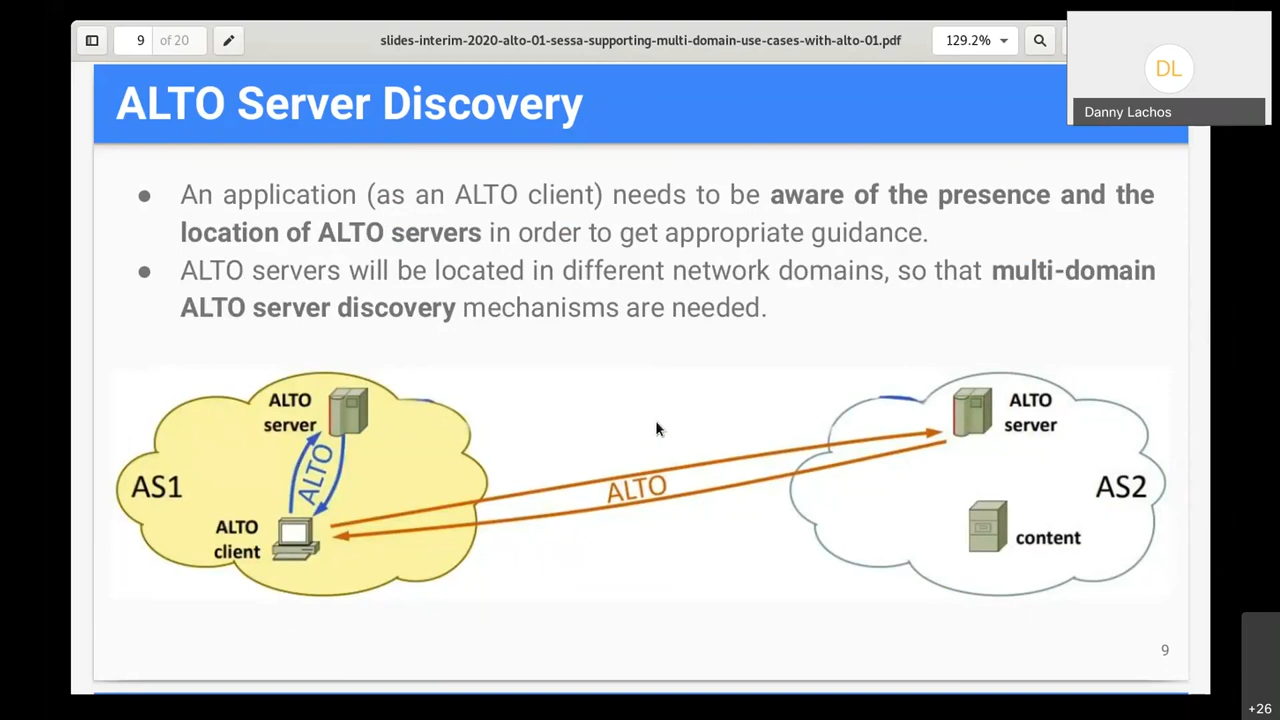 9 of 20
slides-interim-2020-alto-01-sessa-supporting-multi-domain-use-cases-with-alto-01.pdf
129.2%
DL
Danny Lachos
ALTO Server Discovery
● An application (as an ALTO client) needs to be aware of the presence and the
location of ALTO servers in order to get appropriate guidance.
● ALTO servers will be located in different network domains, so that multi-domain
ALTO server discovery mechanisms are needed.
ALTO
server
ALTO
AS1
ALTO
client
ALTO
ALTO
server
AS2
content
9
+26